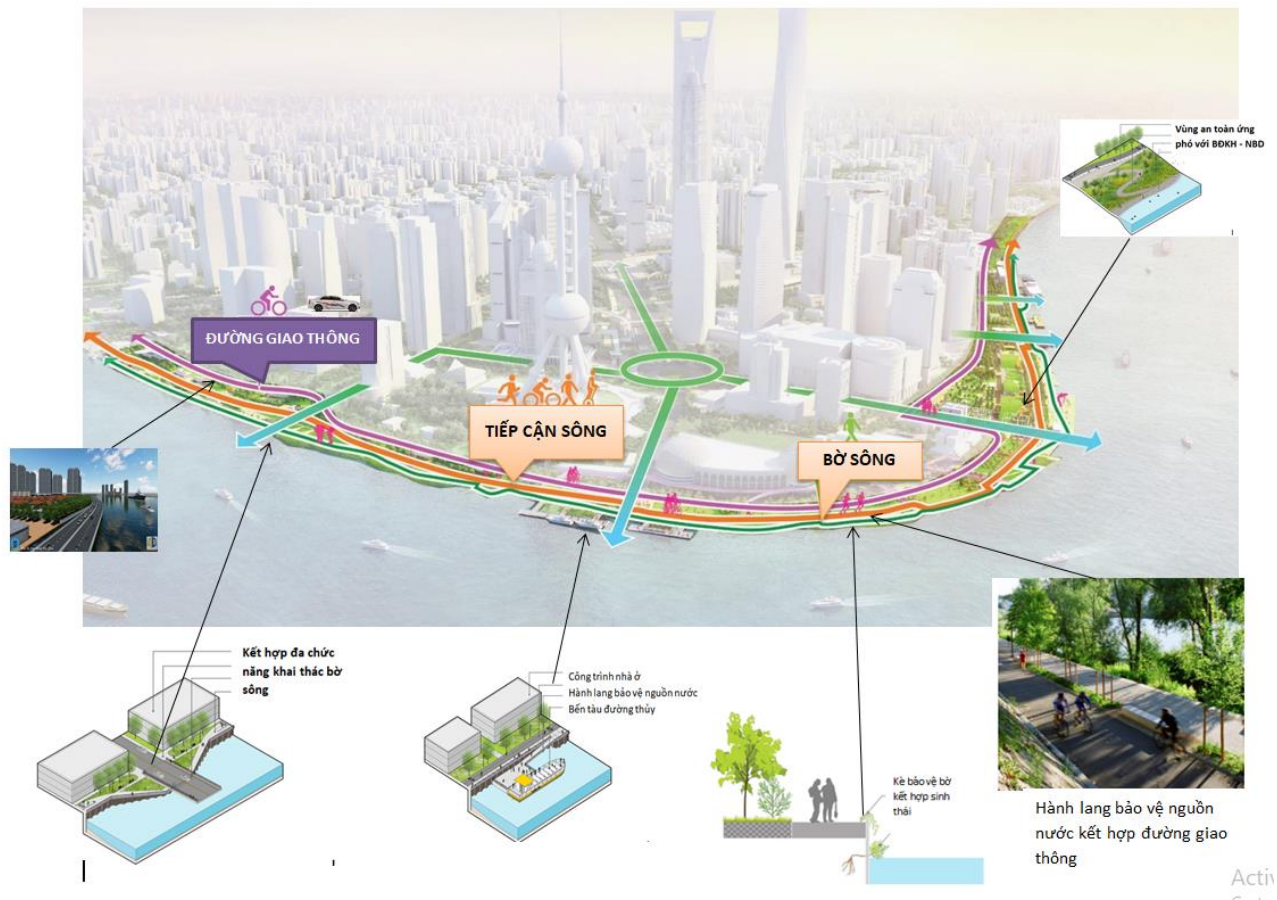 Vùng an toàn ứng
phó với BĐKH - NBD
ĐƯỜNG GIAO THÔNG
TIẾP CẬN SÔNG
BỜ SÔNG
Kết hợp đa chức
năng khai thác bờ
sông
Công trình nhà ở
Hành lang bảo vệ nguồn nước
Bến tàu đường thủy
Kè bảo vệ bờ
kết hợp sinh
thái
Hành lang bảo vệ nguồn
nước kết hợp đường giao
thông